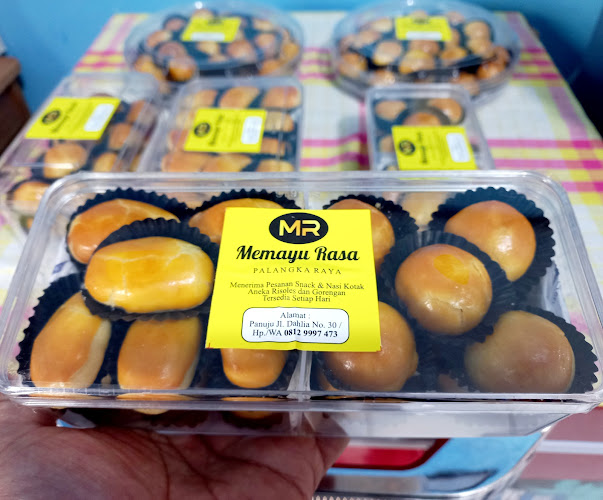 MR
Memayu Rasa
PALANGKA RAYA
Menerima Pesanan Snack & Nasi Kotak
Aneka Risoles dan Gorengan
Tersedia Setiap Hari
Alamat :
Panuju Jl. Dahlia No. 30 /
Hp./WA 0812 9997 473